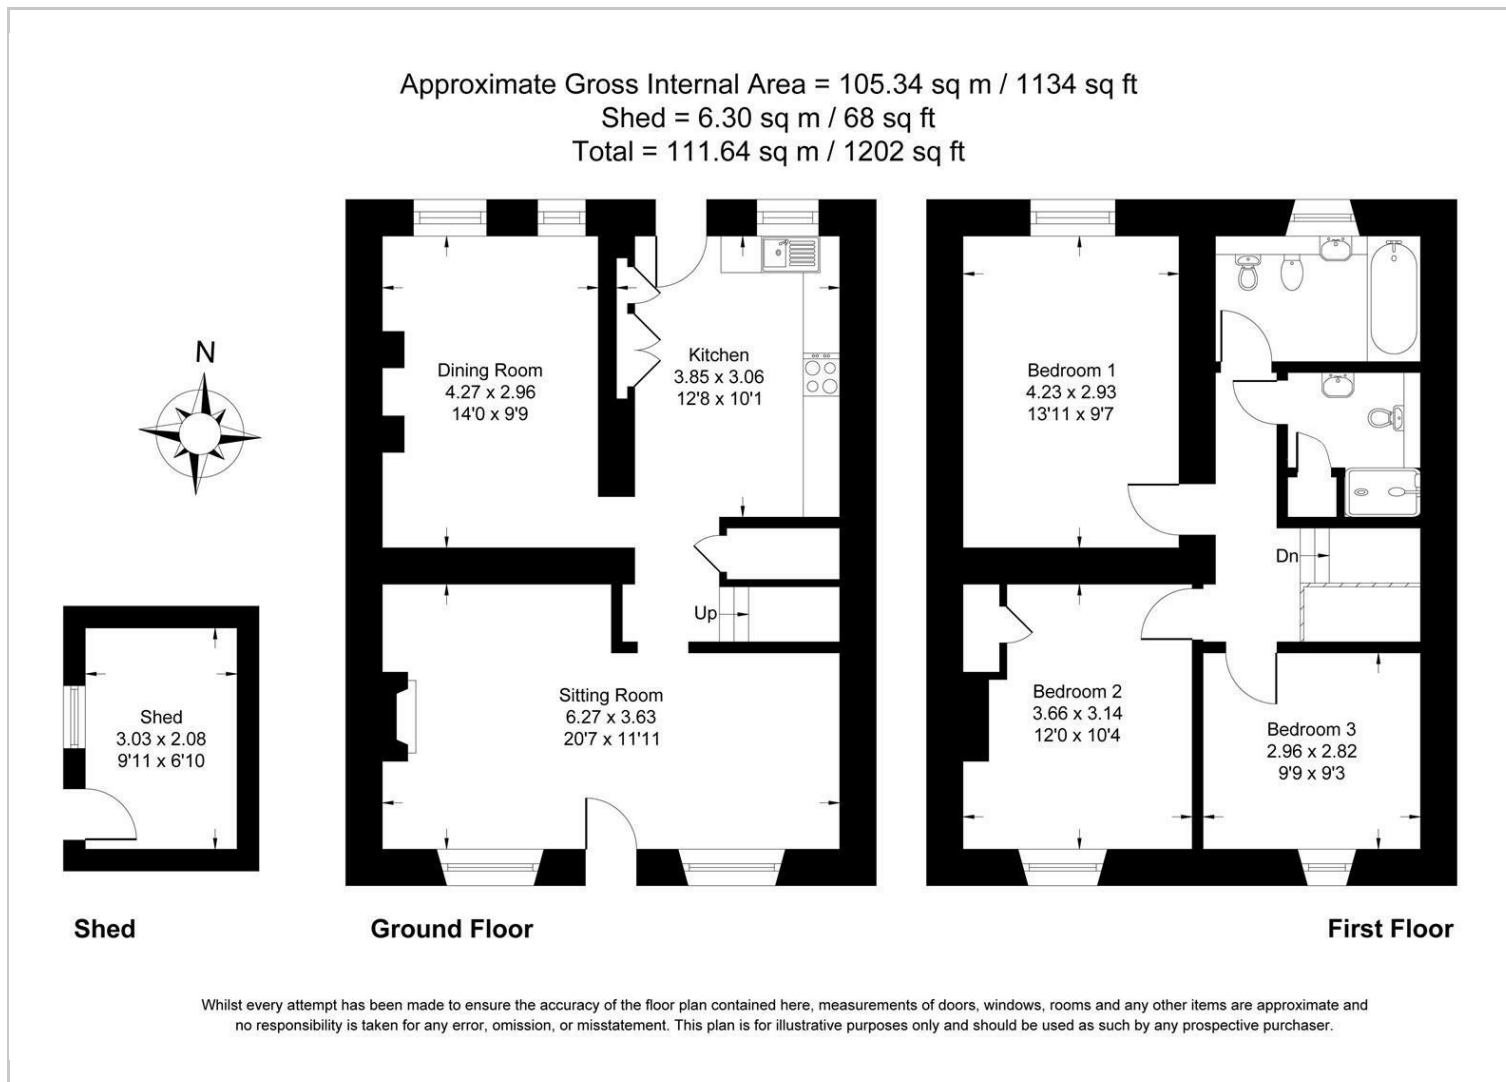 Approximate Gross Internal Area = 105.34 sq m / 1134 sq ft
Shed = 6.30 sq m / 68 sq ft
Total = 111.64 sq m / 1202 sq ft
N
Dining Room
4.27 x 2.96
14'0 x 9'9
Kitchen
3.85 x 3.06
12'8 x 10'1
Up
Sitting Room
6.27 x 3.63
20'7 x 11'11
Bedroom 1
4.23 x 2.93
13'11 x 9'7
Dn
Bedroom 2
3.66 x 3.14
12'0 x 10'4
Bedroom 3
2.96 x 2.82
9'9 x 9'3
Shed
3.03 x 2.08
9'11 x 6'10
Shed
Ground Floor
First Floor
Whilst every attempt has been made to ensure the accuracy of the floor plan contained here, measurements of doors, windows, rooms and any other items are approximate and
no responsibility is taken for any error, omission, or misstatement. This plan is for illustrative purposes only and should be used as such by any prospective purchaser.